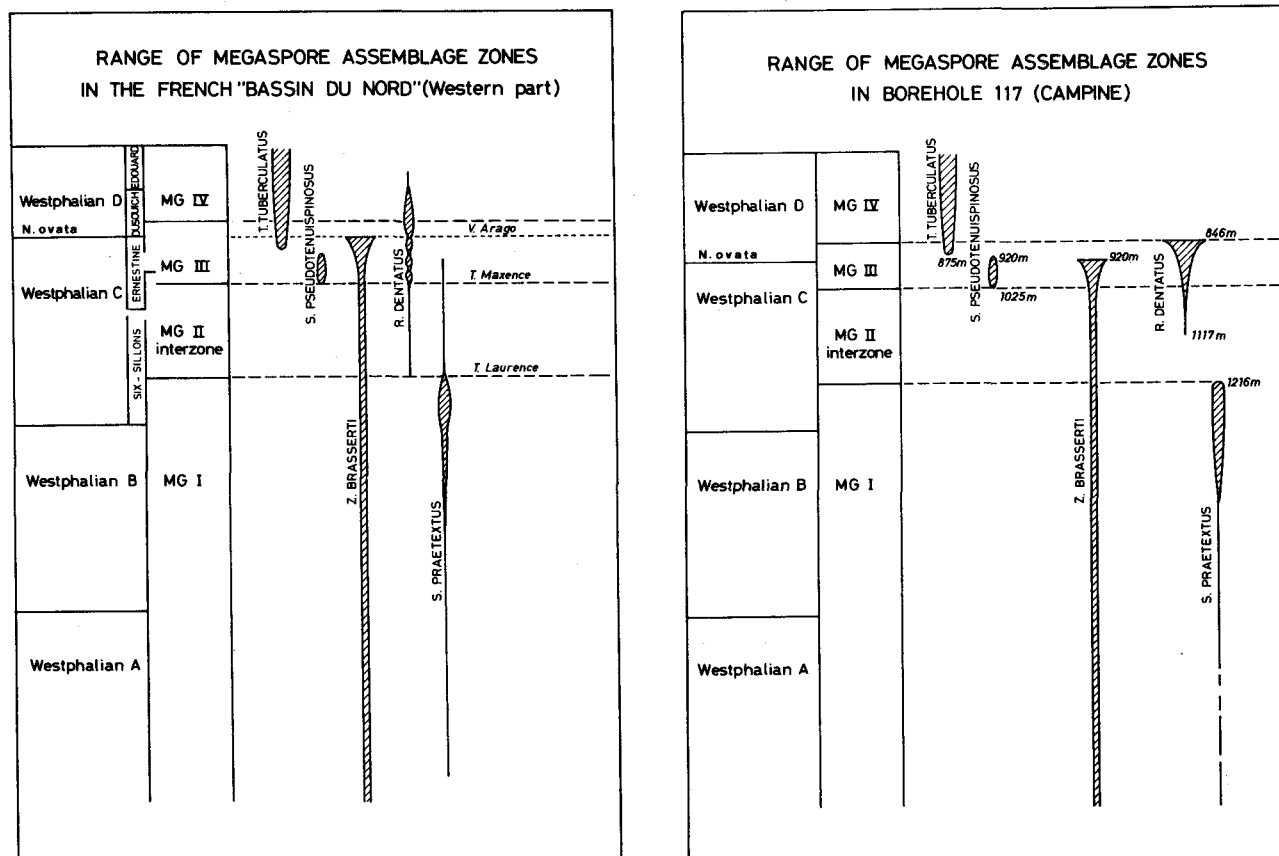 RANGE OF MEGASPORE ASSEMBLAGE ZONES
IN THE FRENCH "BASSIN DU NORD" (Western part)
Westphalian D
N. ovata
Westphalian C
Westphalian B
Westphalian A
EDOUARD
DUSOUICH
ERNESTINE
SIX - SILLONS
MG IV
MG III
MG II
interzone
MG I
T. TUBERCULATUS
S. PSEUDOTENUISPINOSUS
Z. BRASSERTI
R. DENTATUS
S. PRAETEXTUS
V. Arago
T. Maxence
T. Laurence
RANGE OF MEGASPORE ASSEMBLAGE ZONES
IN BOREHOLE 117 (CAMPINE)
Westphalian D
N. ovata
Westphalian C
Westphalian B
Westphalian A
MG IV
MG III
MG II
interzone
MG I
T. TUBERCULATUS
875m
S. PSEUDOTENUISPINOSUS
920m
1025m
Z. BRASSERTI
920m
R. DENTATUS
846m
1117m
S. PRAETEXTUS
1216m